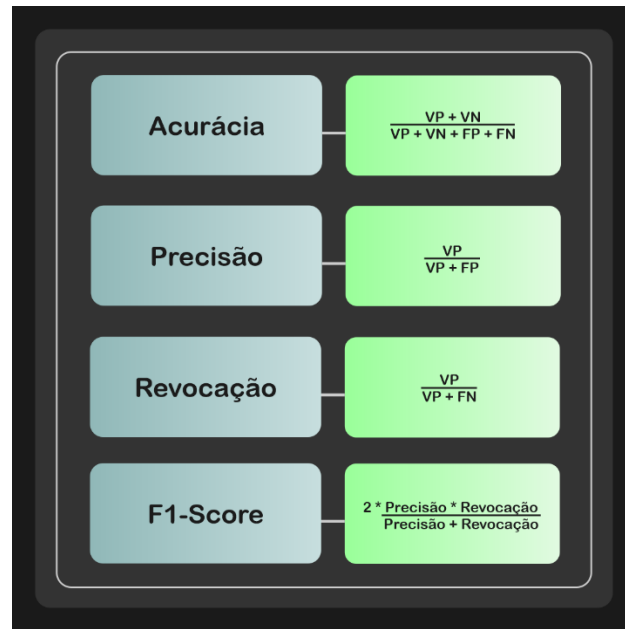 Acurácia
VP + VN
VP + VN + FP + FN
Precisão
VP
VP + FP
Revocação
VP
VP + FN
F1-Score
2 * Precisão * Revocação
Precisão + Revocação